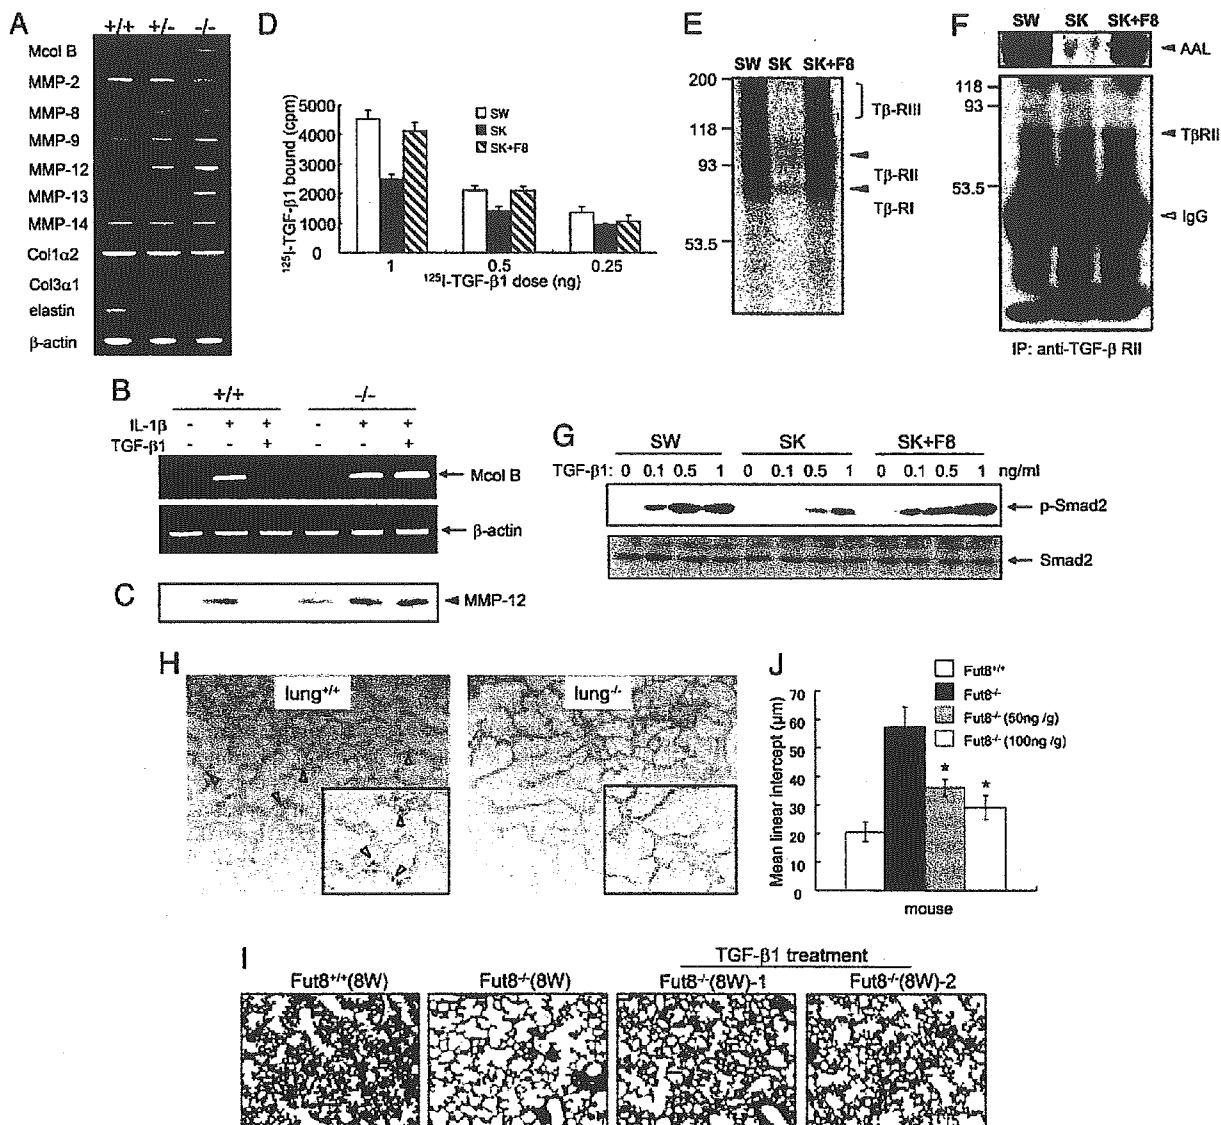 A
+/+ +/- -/-
Mcol B
MMP-2
MMP-8
MMP-9
MMP-12
MMP-13
MMP-14
Col1α2
Col3α1
elastin
β-actin
D
¹²⁵I-TGF-β1 bound (cpm)
5000
4000
3000
2000
1000
0
SW
SK
SK+F8
1 0.5 0.25
¹²⁵I-TGF-β1 dose (ng)
E
SW SK SK+F8
200
118
93
53.5
Tβ-RIII
Tβ-RII
Tβ-RI
F
SW SK SK+F8
AAL
118
93
53.5
TβRII
IgG
IP: anti-TGF-β RII
B
+/+ -/-
IL-1β - + + - + +
TGF-β1 - - + - - +
Mcol B
β-actin
C
MMP-12
G
SW SK SK+F8
TGF-β1: 0 0.1 0.5 1 0 0.1 0.5 1 0 0.1 0.5 1 ng/ml
p-Smad2
Smad2
H
lung+/+
lung-/-
J
Fut8+/+
Fut8-/-
Fut8-/- (50ng /g)
Fut8-/- (100ng /g)
Mean linear intercept (μm)
70
60
50
40
30
20
10
0
* *
mouse
I
TGF-β1 treatment
Fut8+/+(8W) Fut8-/-(8W) Fut8-/-(8W)-1 Fut8-/-(8W)-2